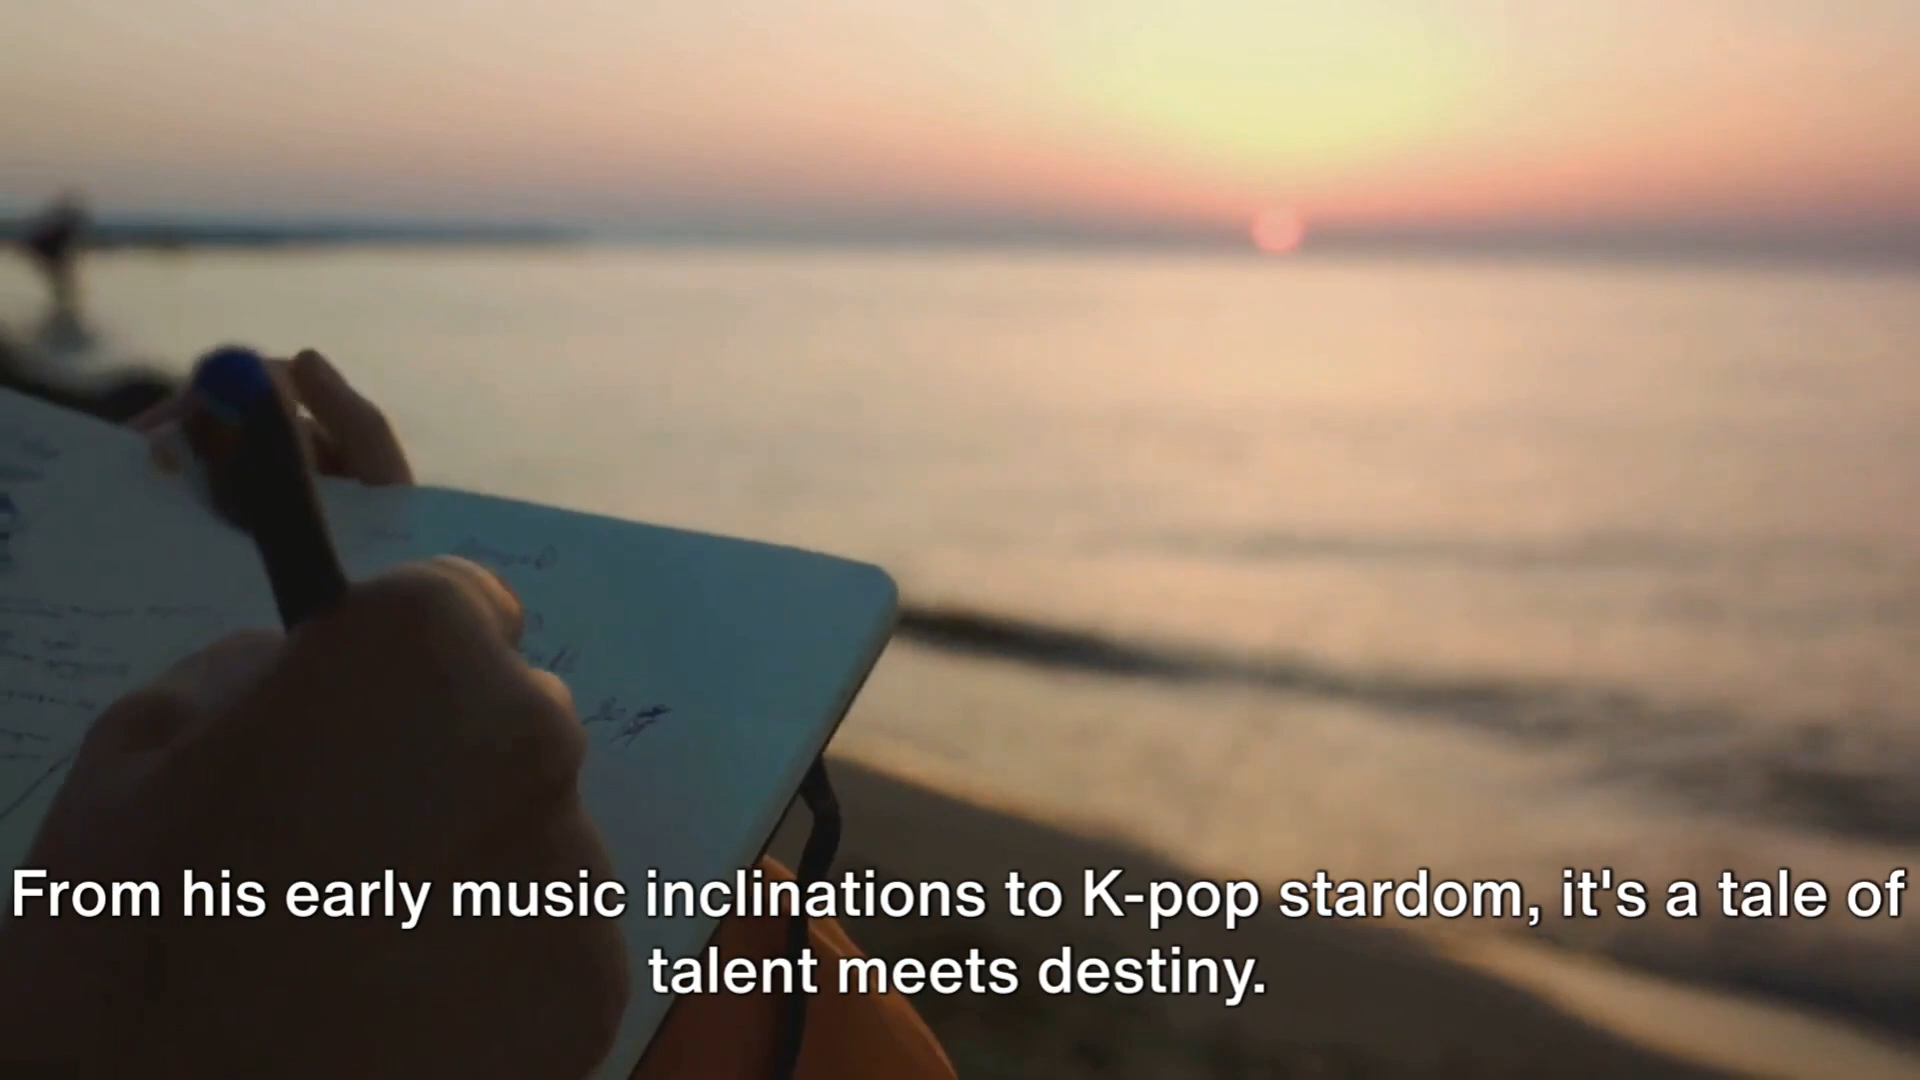 From his early music inclinations to K-pop stardom, it's a tale of
talent meets destiny.